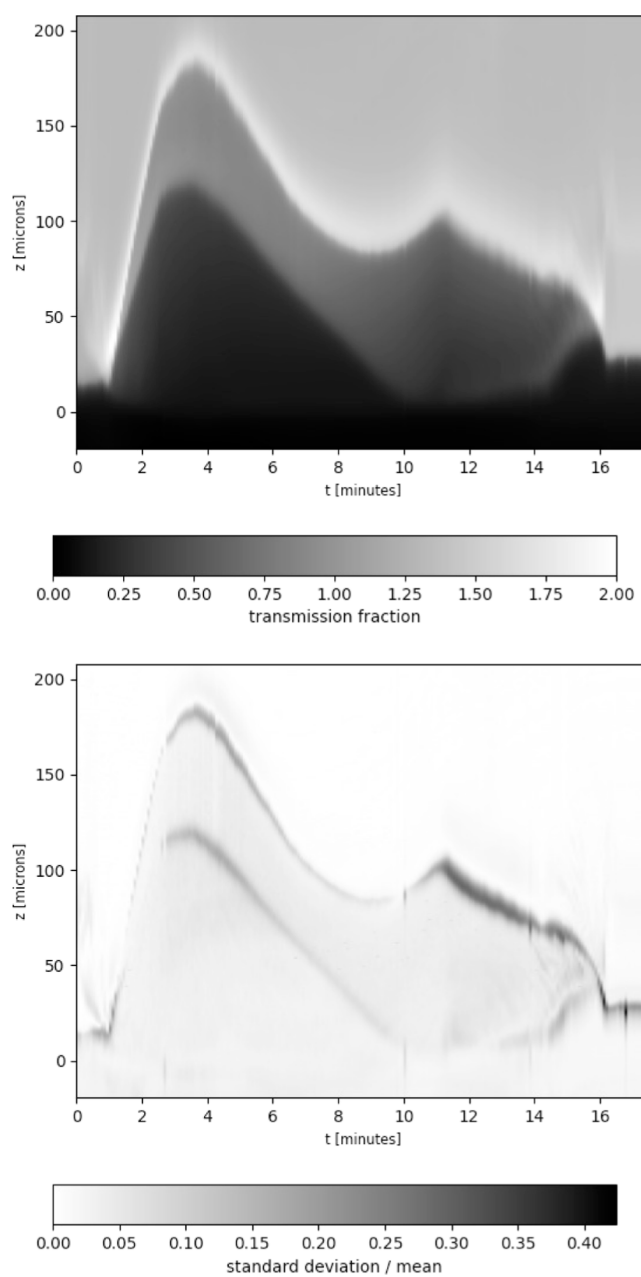 200
150
100
50
0
z [microns]
0 2 4 6 8 10 12 14 16
t [minutes]
0.00 0.25 0.50 0.75 1.00 1.25 1.50 1.75 2.00
transmission fraction
200
150
100
50
0
z [microns]
0 2 4 6 8 10 12 14 16
t [minutes]
0.00 0.05 0.10 0.15 0.20 0.25 0.30 0.35 0.40
standard deviation / mean